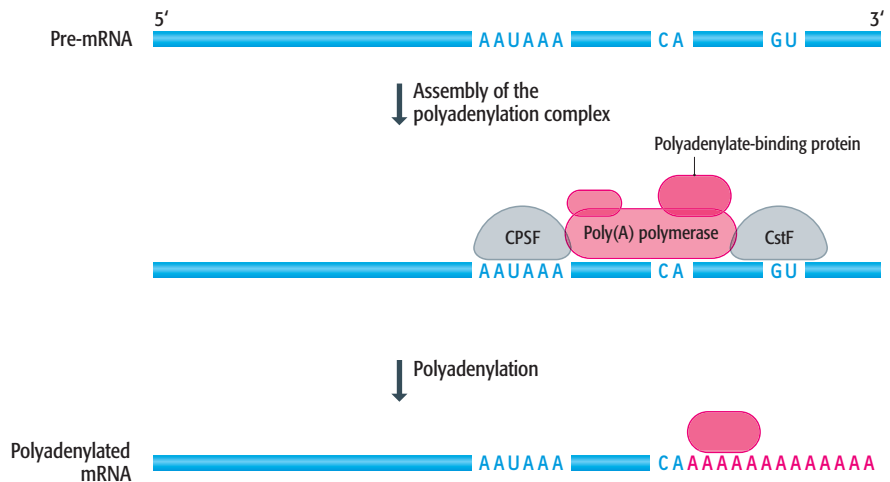 5‘ 3‘
Pre-mRNA AAUAAA CA GU
Assembly of the
polyadenylation complex
Polyadenylate-binding protein
CPSF Poly(A) polymerase CstF
AAUAAA CA GU
Polyadenylation
Polyadenylated
mRNA
AAUAAA CAAAAAAAAAAAAAA